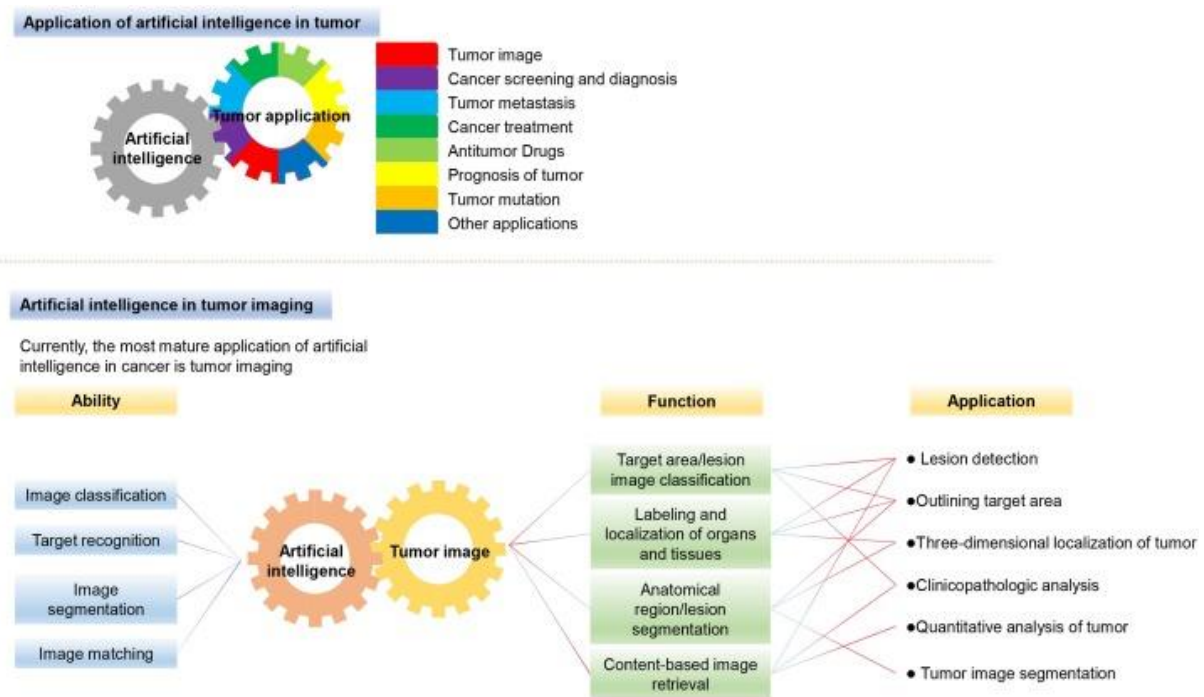 Application of artificial intelligence in tumor
Artificial
intelligence
Tumor application
Tumor image
Cancer screening and diagnosis
Tumor metastasis
Cancer treatment
Antitumor Drugs
Prognosis of tumor
Tumor mutation
Other applications
Artificial intelligence in tumor imaging
Currently, the most mature application of artificial
intelligence in cancer is tumor imaging
Ability
Image classification
Target recognition
Image
segmentation
Image matching
Artificial
intelligence
Tumor image
Function
Target area/lesion
image classification
Labeling and
localization of organs
and tissues
Anatomical
region/lesion
segmentation
Content-based image
retrieval
Application
● Lesion detection
● Outlining target area
●Three-dimensional localization of tumor
●Clinicopathologic analysis
●Quantitative analysis of tumor
● Tumor image segmentation